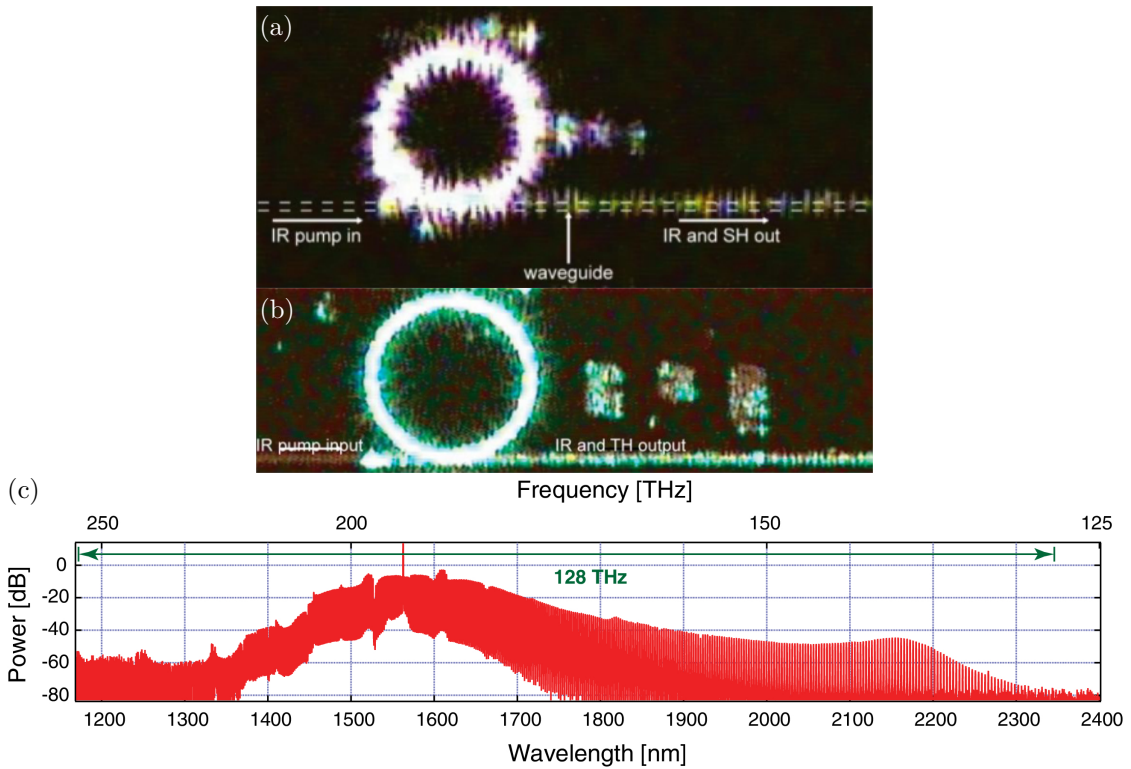 (a)
IR pump in
IR and SH out
waveguide
(b)
IR pump input
IR and TH output
(c)
Frequency [THz]
250 200 150 125
128 THz
Power [dB]
0
-20
-40
-60
-80
1200 1300 1400 1500 1600 1700 1800 1900 2000 2100 2200 2300 2400
Wavelength [nm]